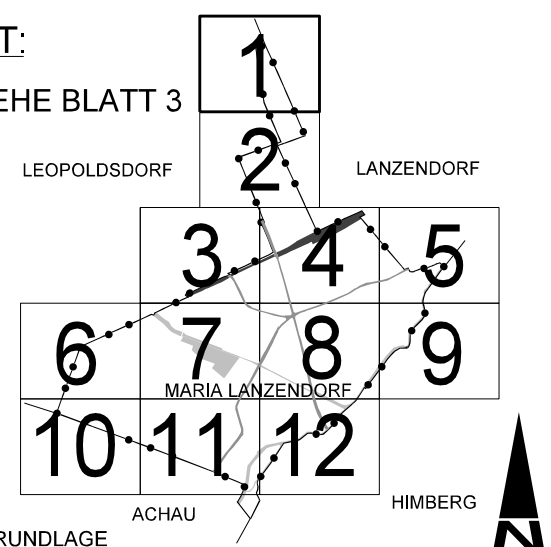 T:
1
EHE BLATT 3
2
LEOPOLDSDORF
LANZENDORF
3 4 5
6 7 8 9
MARIA LANZENDORF
10 11 12
ACHAU
HIMBERG
RUNDLAGE
N